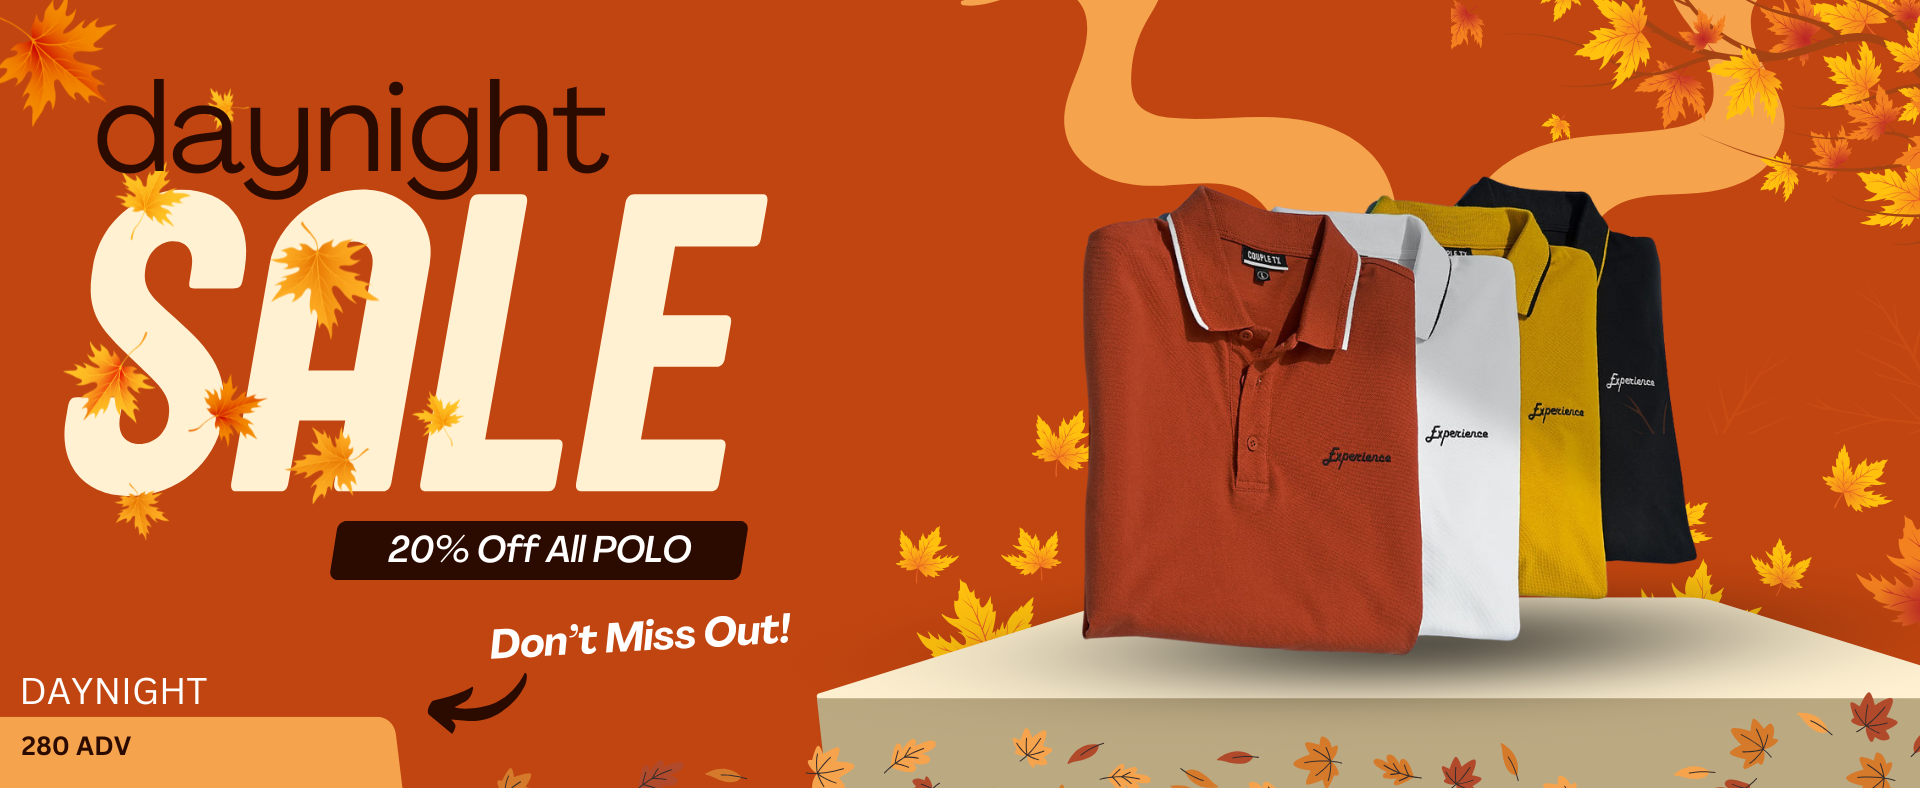 daynight
SALE
20% Off All POLO
Don't Miss Out!
DAYNIGHT
280 ADV
COUPLE TX
L
Experience
Experience
Experience
Experience